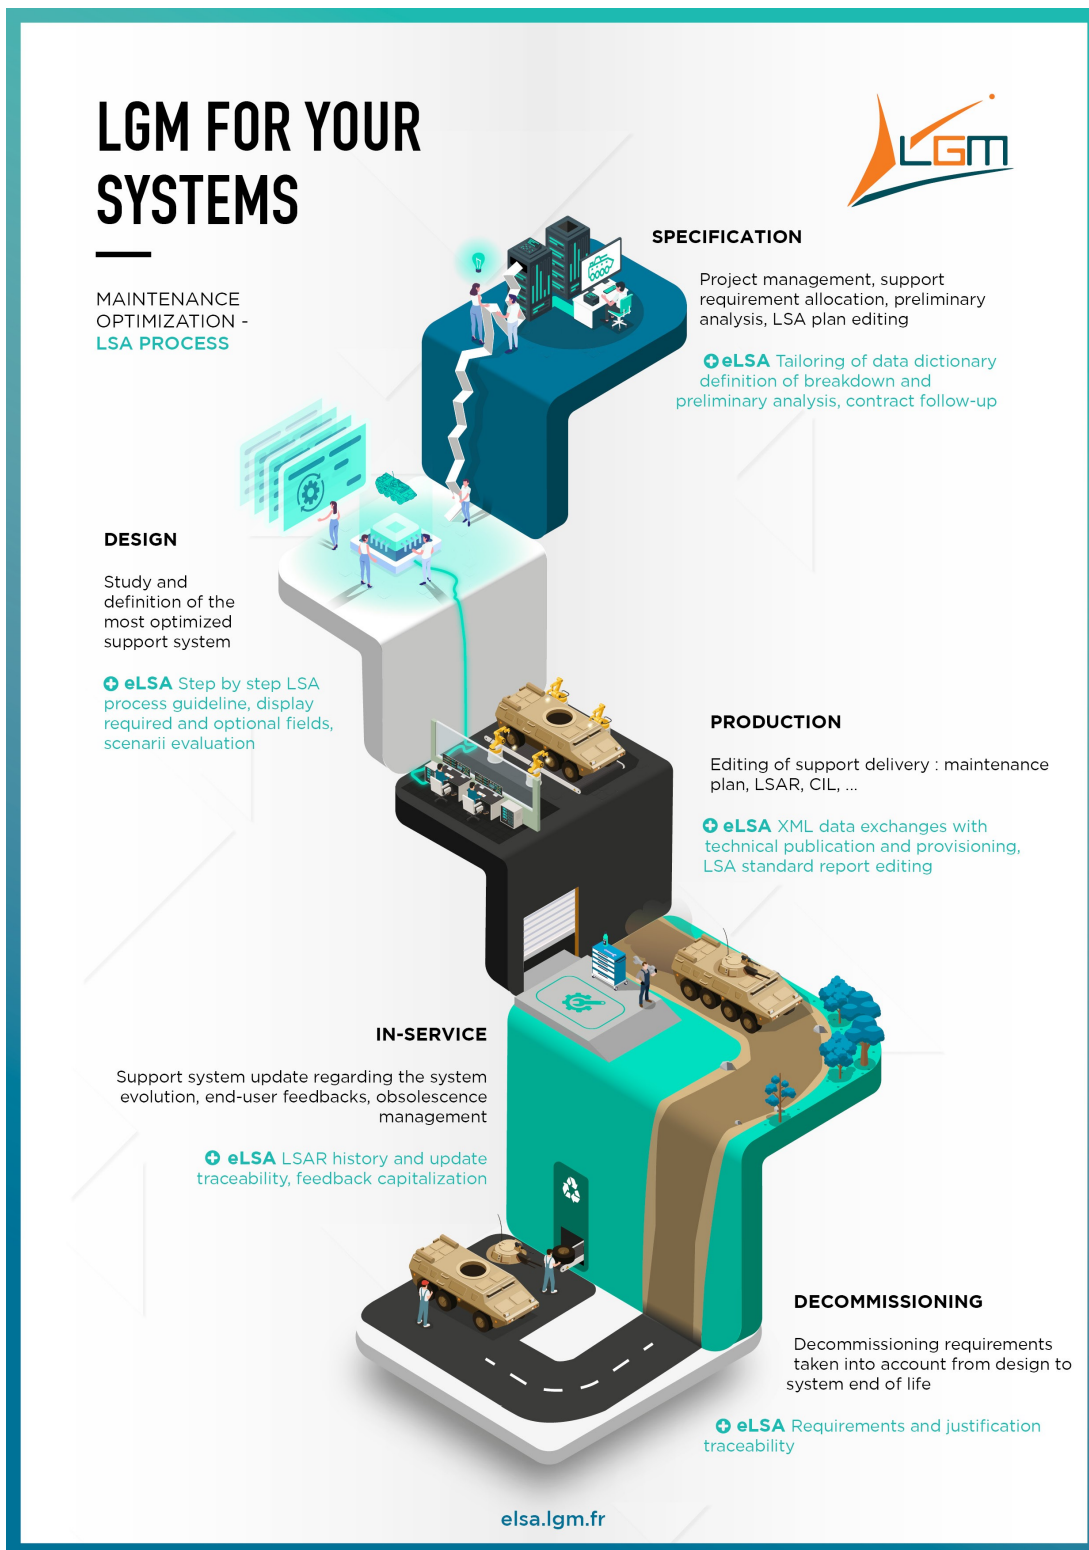 LGM FOR YOUR
SYSTEMS
MAINTENANCE
OPTIMIZATION -
LSA PROCESS
LGM
SPECIFICATION
Project management, support
requirement allocation, preliminary
analysis, LSA plan editing
eLSA Tailoring of data dictionary
definition of breakdown and
preliminary analysis, contract follow-up
DESIGN
Study and
definition of the
most optimized
support system
eLSA Step by step LSA
process guideline, display
required and optional fields,
scenarii evaluation
PRODUCTION
Editing of support delivery : maintenance
plan, LSAR, CIL, ...
eLSA XML data exchanges with
technical publication and provisioning,
LSA standard report editing
IN-SERVICE
Support system update regarding the system
evolution, end-user feedbacks, obsolescence
management
eLSA LSAR history and update
traceability, feedback capitalization
DECOMMISSIONING
Decommissioning requirements
taken into account from design to
system end of life
eLSA Requirements and justification
traceability
elsa.lgm.fr